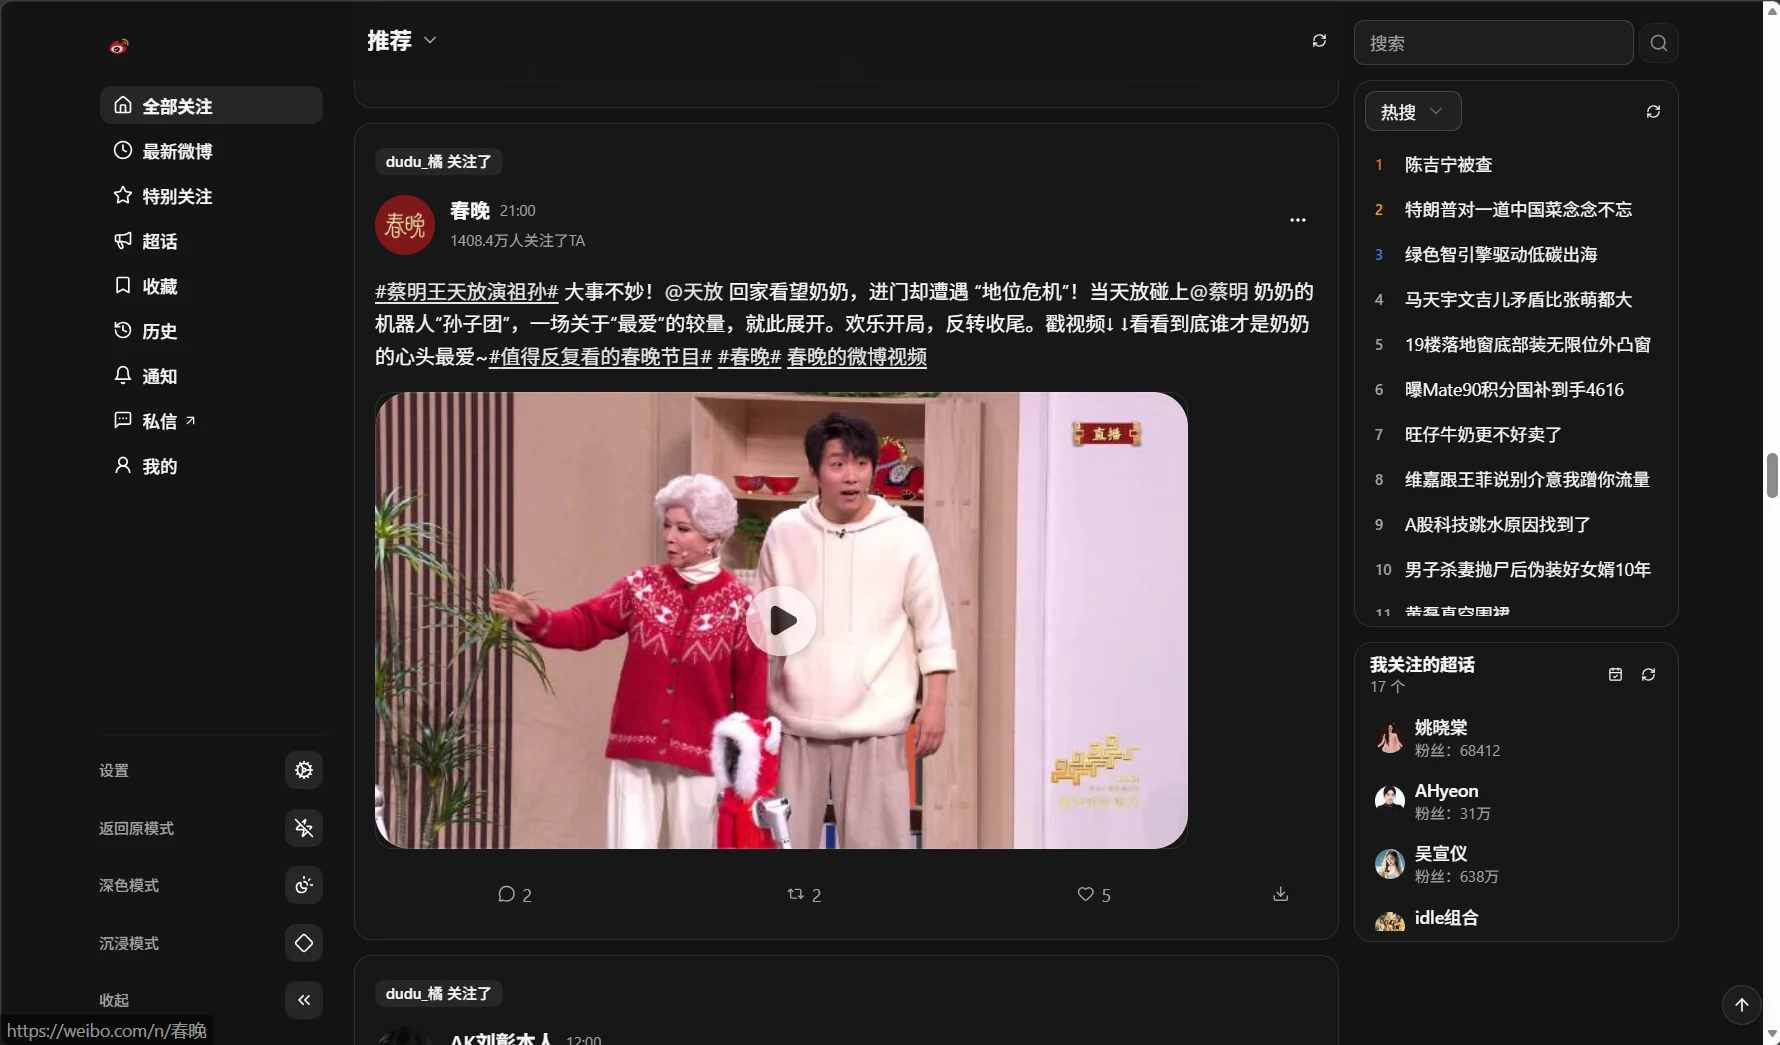 全部关注
最新微博
特别关注
超话
收藏
历史
通知
私信
我的
设置
返回原模式
深色模式
沉浸模式
收起
https://weibo.com/n/春晚
推荐
dudu_橘 关注了
春晚
春晚 21:00
1408.4万人关注了TA
#蔡明王天放演祖孙# 大事不妙！@天放 回家看望奶奶，进门却遭遇 “地位危机”！当天放碰上@蔡明 奶奶的
机器人“孙子团”，一场关于“最爱”的较量，就此展开。欢乐开局，反转收尾。戳视频↓ ↓看看到底谁才是奶奶
的心头最爱~#值得反复看的春晚节目# #春晚# 春晚的微博视频
直播
2
2
5
dudu_橘 关注了
AK刘彰本人 12:00
搜索
热搜
1 陈吉宁被查
2 特朗普对一道中国菜念念不忘
3 绿色智引擎驱动低碳出海
4 马天宇文吉儿矛盾比张萌都大
5 19楼落地窗底部装无限位外凸窗
6 曝Mate90积分国补到手4616
7 旺仔牛奶更不好卖了
8 维嘉跟王菲说别介意我蹭你流量
9 A股科技跳水原因找到了
10 男子杀妻抛尸后伪装好女婿10年
11 黄磊真空围裙
我关注的超话
17 个
姚晓棠
粉丝：68412
AHyeon
粉丝：31万
吴宣仪
粉丝：638万
idle组合